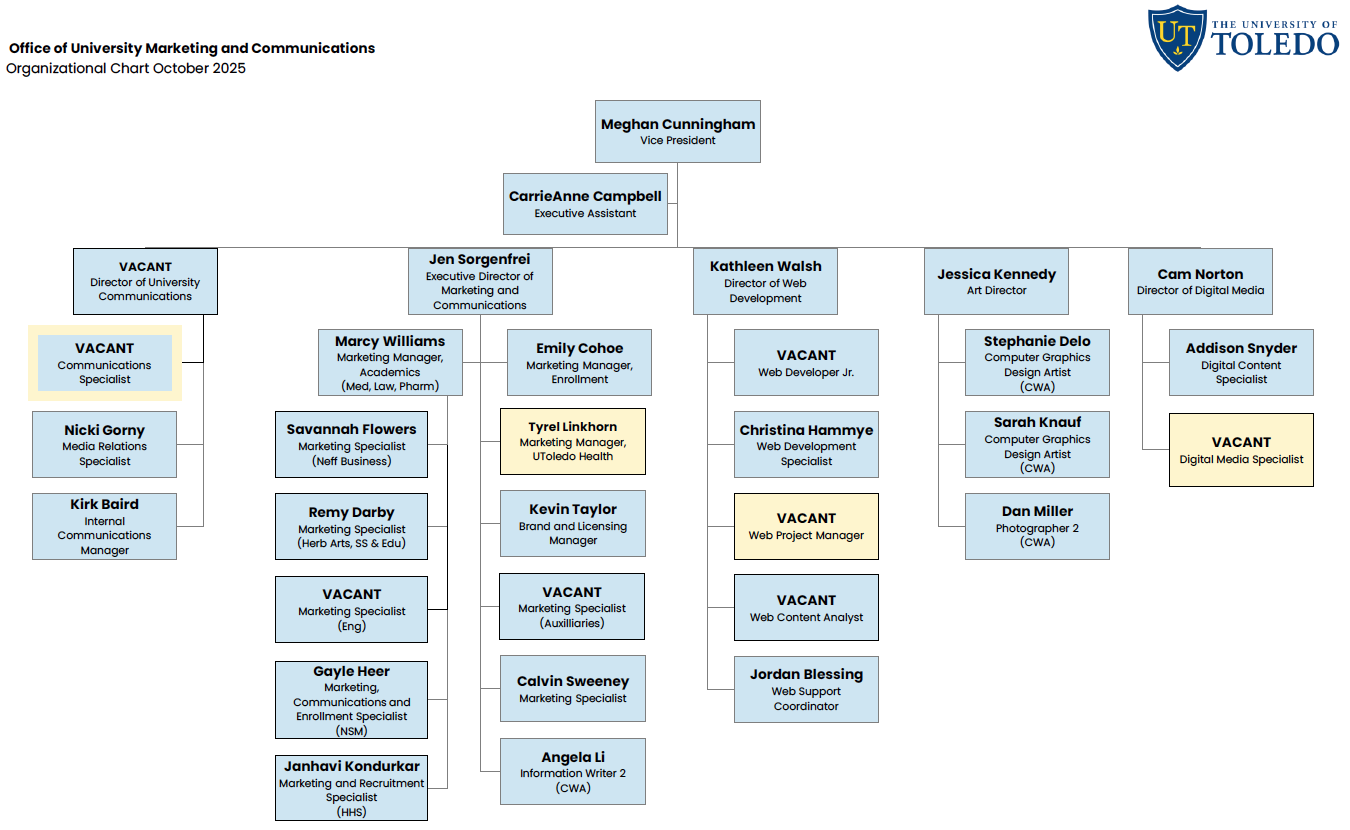 THE UNIVERSITY OF
TOLEDO
UT
Office of University Marketing and Communications
Organizational Chart October 2025
Meghan Cunningham
Vice President
CarrieAnne Campbell
Executive Assistant
VACANT
Director of University
Communications
VACANT
Communications
Specialist
Nicki Gorny
Media Relations
Specialist
Kirk Baird
Internal
Communications
Manager
Jen Sorgenfrei
Executive Director of
Marketing and
Communications
Marcy Williams
Marketing Manager,
Academics
(Med, Law, Pharm)
Savannah Flowers
Marketing Specialist
(Neff Business)
Remy Darby
Marketing Specialist
(Herb Arts, SS & Edu)
VACANT
Marketing Specialist
(Eng)
Gayle Heer
Marketing,
Communications and
Enrollment Specialist
(NSM)
Janhavi Kondurkar
Marketing and Recruitment
Specialist
(HHS)
Emily Cohoe
Marketing Manager,
Enrollment
Tyrel Linkhorn
Marketing Manager,
UToledo Health
Kevin Taylor
Brand and Licensing
Manager
VACANT
Marketing Specialist
(Auxilliaries)
Calvin Sweeney
Marketing Specialist
Angela Li
Information Writer 2
(CWA)
Kathleen Walsh
Director of Web
Development
VACANT
Web Developer Jr.
Christina Hammye
Web Development
Specialist
VACANT
Web Project Manager
VACANT
Web Content Analyst
Jordan Blessing
Web Support
Coordinator
Jessica Kennedy
Art Director
Stephanie Delo
Computer Graphics
Design Artist
(CWA)
Sarah Knauf
Computer Graphics
Design Artist
(CWA)
Dan Miller
Photographer 2
(CWA)
Cam Norton
Director of Digital Media
Addison Snyder
Digital Content
Specialist
VACANT
Digital Media Specialist